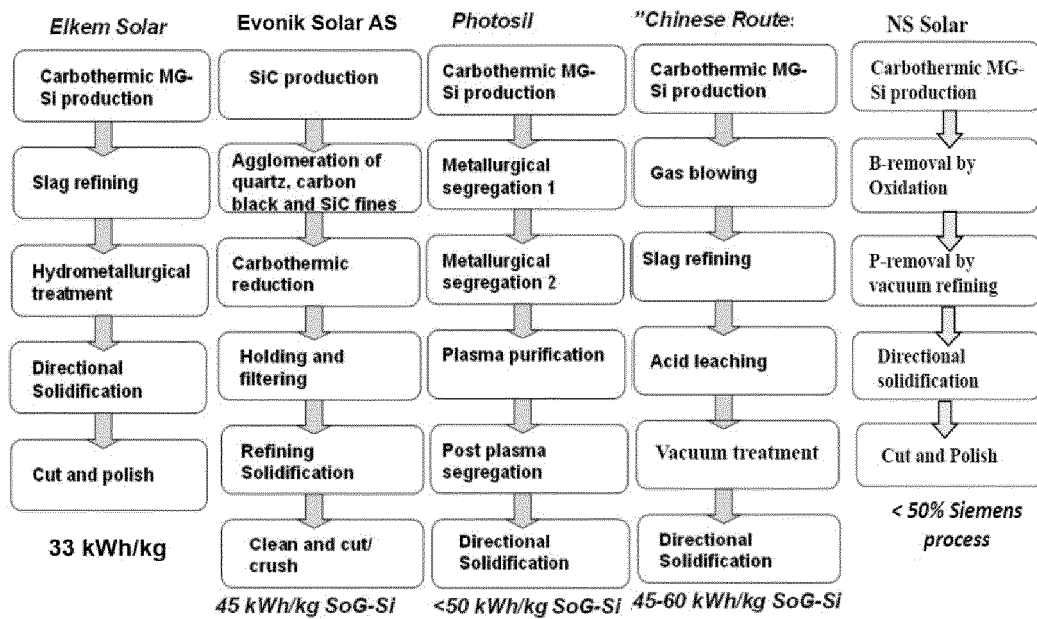 Elkem Solar
Carbothermic MG-
Si production
Slag refining
Hydrometallurgical
treatment
Directional
Solidification
Cut and polish
33 kWh/kg
Evonik Solar AS
SiC production
Agglomeration of
quartz, carbon
black and SiC fines
Carbothermic
reduction
Holding and
filtering
Refining
Solidification
Clean and cut/
crush
45 kWh/kg SoG-Si
Photosil
Carbothermic MG-
Si production
Metallurgical
segregation 1
Metallurgical
segregation 2
Plasma purification
Post plasma
segregation
Directional
Solidification
<50 kWh/kg SoG-Si
"Chinese Route:
Carbothermic MG-
Si production
Gas blowing
Slag refining
Acid leaching
Vacuum treatment
Directional
Solidification
45-60 kWh/kg SoG-Si
NS Solar
Carbothermic MG-
Si production
B-removal by
Oxidation
P-removal by
vacuum refining
Directional
solidification
Cut and Polish
< 50% Siemens
process